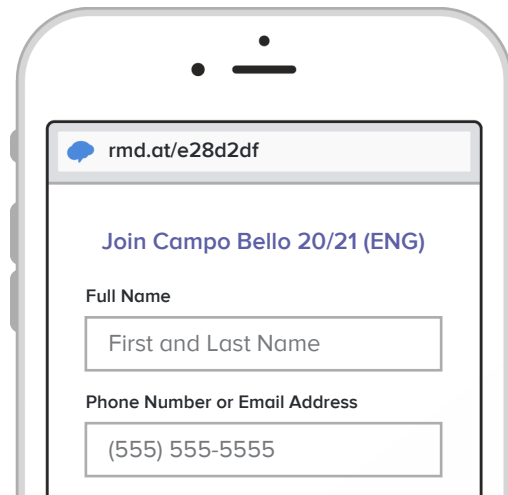 rmd.at/e28d2df
Join Campo Bello 20/21 (ENG)
Full Name
First and Last Name
Phone Number or Email Address
(555) 555-5555